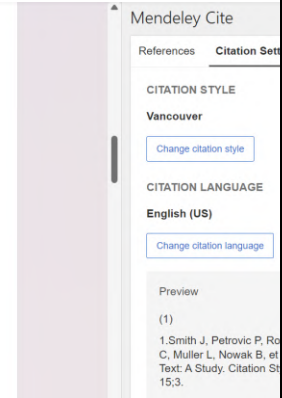 Mendeley Cite
References Citation Sett
CITATION STYLE
Vancouver
Change citation style
CITATION LANGUAGE
English (US)
Change citation language
Preview
(1)
1.Smith J, Petrovic P, Ro
C, Muller L, Nowak B, et
Text: A Study. Citation St
15;3.